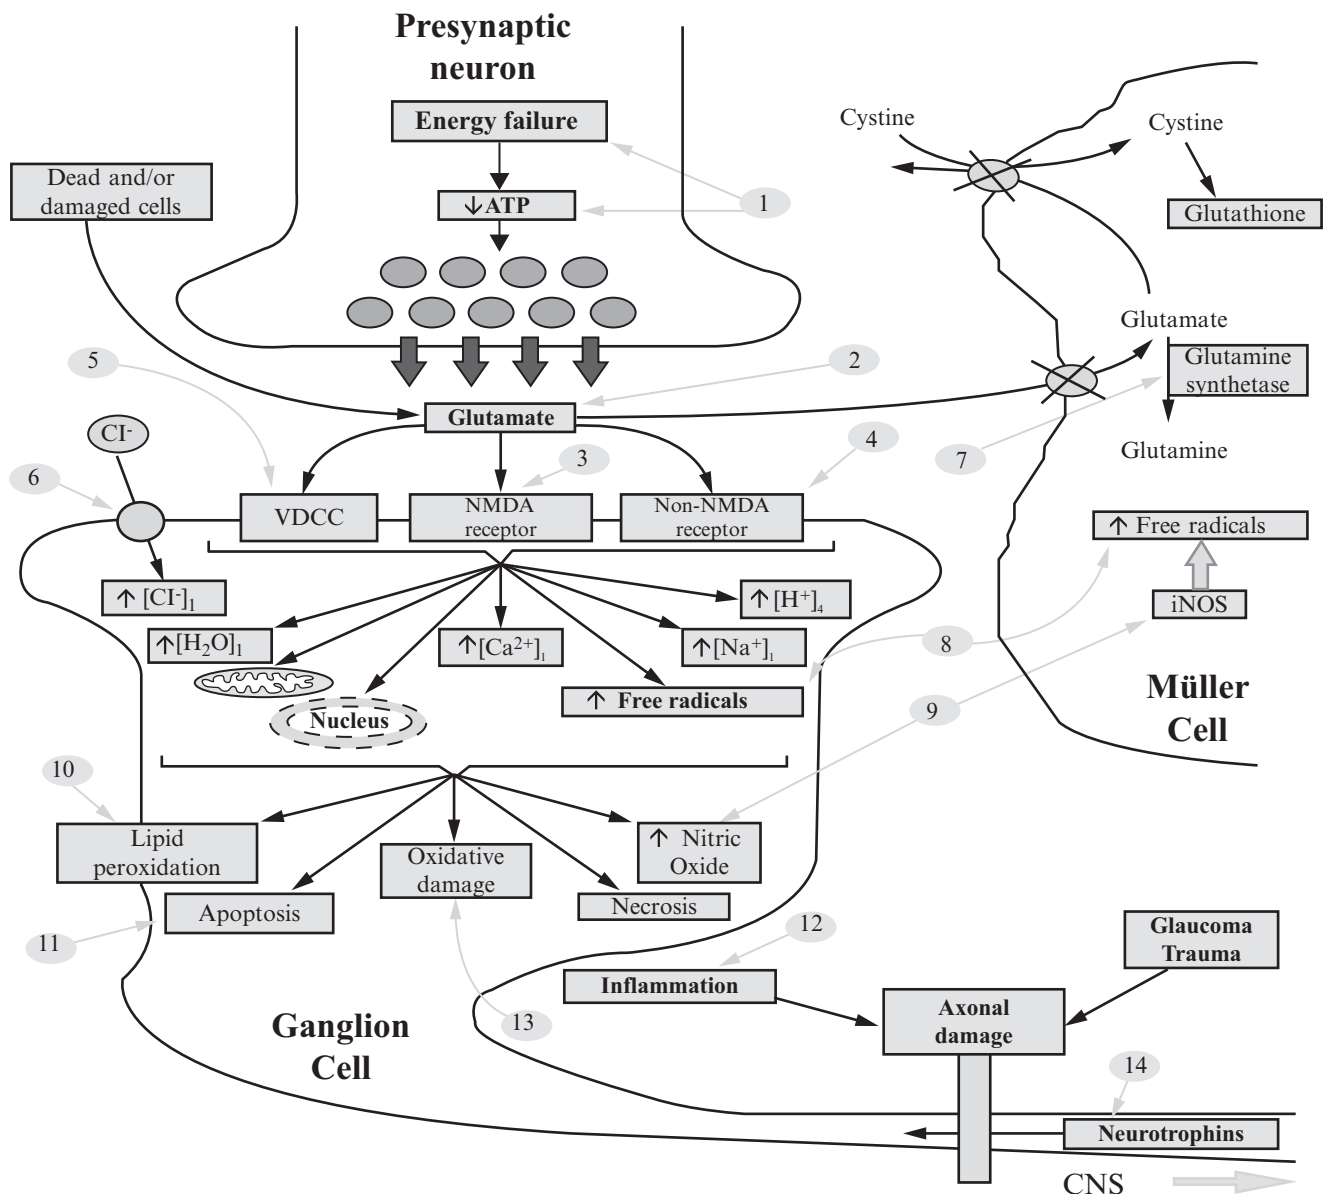 Presynaptic
neuron
Energy failure
↓ATP
1
Dead and/or
damaged cells
Cystine
Cystine
Glutathione
Glutamate
Glutamine
synthetase
Glutamine
7
5
2
Glutamate
CI-
6
3
4
VDCC
NMDA
receptor
Non-NMDA
receptor
↑ [CI-]1
↑[H2O]1
↑[Ca2+]1
↑[Na+]1
↑[H+]4
↑ Free radicals
Nucleus
↑ Free radicals
iNOS
8
9
Müller
Cell
10
Lipid
peroxidation
Apoptosis
11
Oxidative
damage
Necrosis
↑ Nitric
Oxide
12
13
Inflammation
Glaucoma
Trauma
Axonal
damage
Ganglion
Cell
14
Neurotrophins
CNS